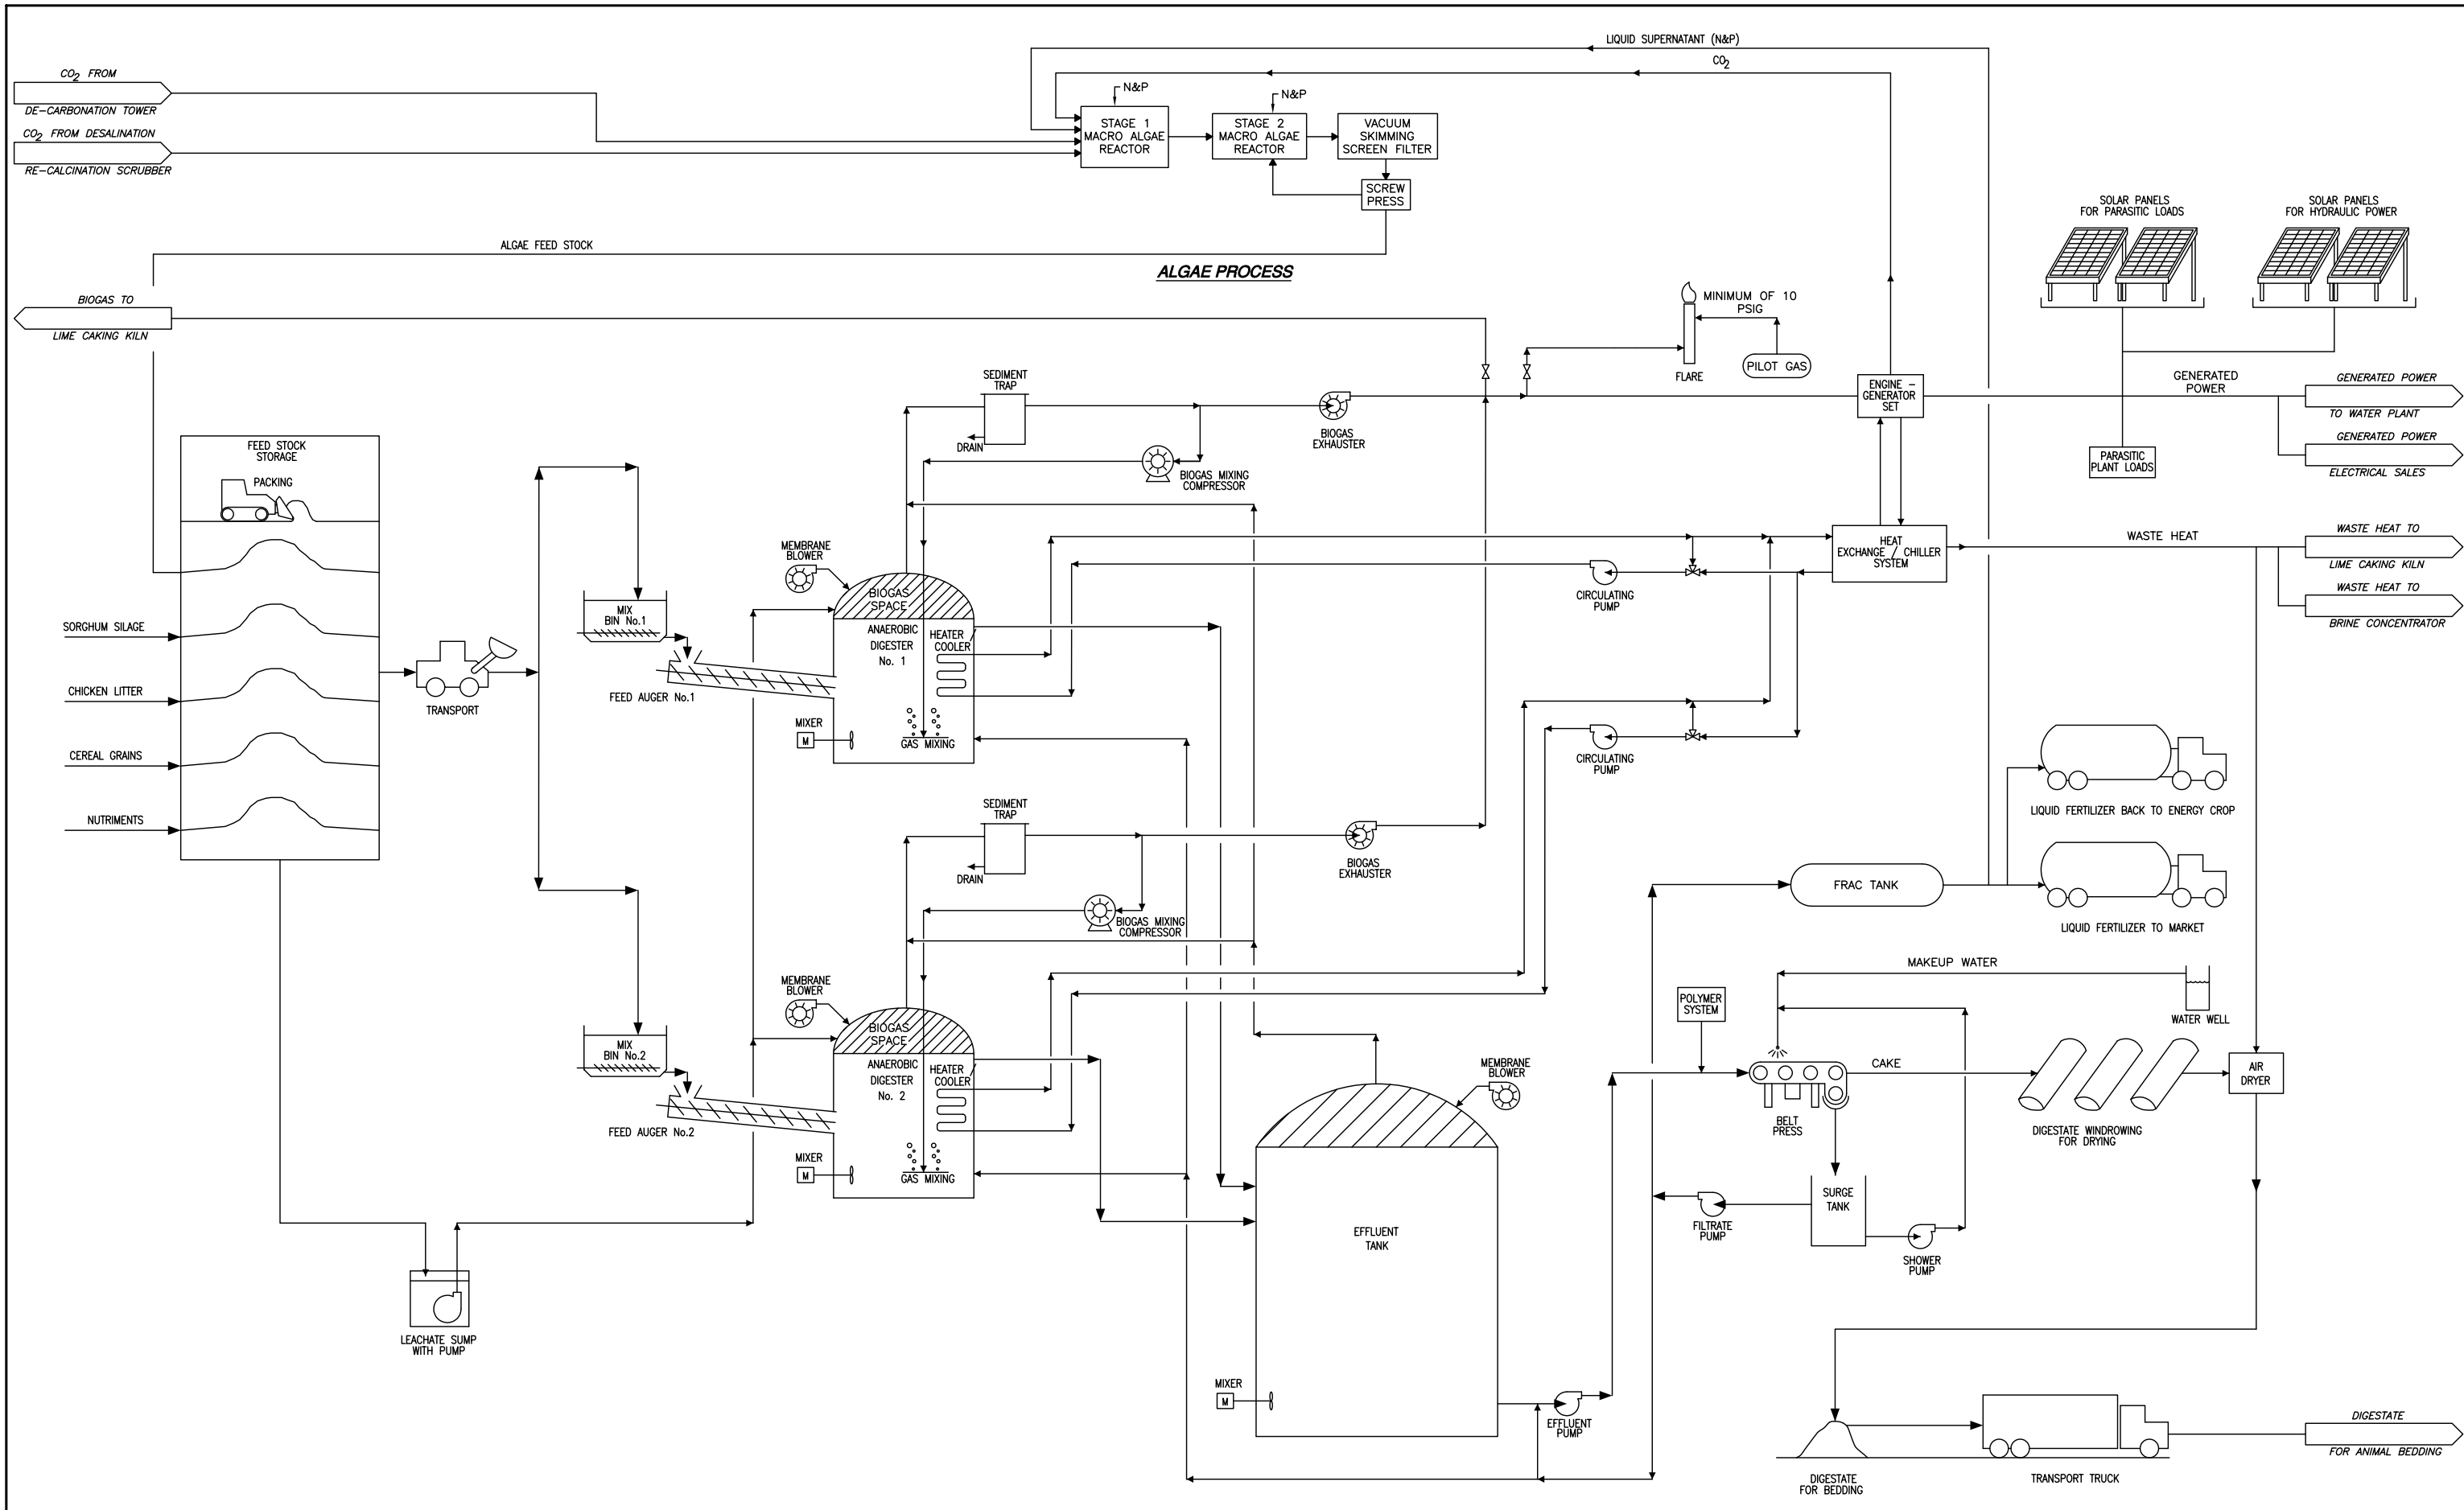 LIQUID SUPERNATANT (N&P)
CO2
CO2 FROM
DE-CARBONATION TOWER
CO2 FROM DESALINATION
RE-CALCINATION SCRUBBER
N&P
N&P
STAGE 1
MACRO ALGAE
REACTOR
STAGE 2
MACRO ALGAE
REACTOR
VACUUM
SKIMMING
SCREEN FILTER
SCREW
PRESS
ALGAE FEED STOCK
ALGAE PROCESS
SOLAR PANELS
FOR PARASITIC LOADS
SOLAR PANELS
FOR HYDRAULIC POWER
BIOGAS TO
LIME CAKING KILN
MINIMUM OF 10
PSIG
PILOT GAS
FLARE
SEDIMENT
TRAP
DRAIN
BIOGAS
EXHAUSTER
BIOGAS MIXING
COMPRESSOR
ENGINE -
GENERATOR
SET
GENERATED
POWER
GENERATED POWER
TO WATER PLANT
GENERATED POWER
ELECTRICAL SALES
PARASITIC
PLANT LOADS
FEED STOCK
STORAGE
PACKING
MEMBRANE
BLOWER
BIOGAS
SPACE
ANAEROBIC
DIGESTER
No. 1
HEATER /
COOLER
HEAT
EXCHANGE / CHILLER
SYSTEM
WASTE HEAT
WASTE HEAT TO
LIME CAKING KILN
WASTE HEAT TO
BRINE CONCENTRATOR
CIRCULATING
PUMP
MIX
BIN No.1
SORGHUM SILAGE
CHICKEN LITTER
CEREAL GRAINS
NUTRIMENTS
TRANSPORT
FEED AUGER No.1
MIXER
M
GAS MIXING
CIRCULATING
PUMP
SEDIMENT
TRAP
DRAIN
BIOGAS
EXHAUSTER
BIOGAS MIXING
COMPRESSOR
LIQUID FERTILIZER BACK TO ENERGY CROP
FRAC TANK
LIQUID FERTILIZER TO MARKET
MEMBRANE
BLOWER
BIOGAS
SPACE
ANAEROBIC
DIGESTER
No. 2
HEATER /
COOLER
MIX
BIN No.2
FEED AUGER No.2
MIXER
M
GAS MIXING
MAKEUP WATER
POLYMER
SYSTEM
WATER WELL
CAKE
AIR
DRYER
BELT
PRESS
DIGESTATE WINDROWING
FOR DRYING
MEMBRANE
BLOWER
SURGE
TANK
FILTRATE
PUMP
SHOWER
PUMP
EFFLUENT
TANK
LEACHATE SUMP
WITH PUMP
MIXER
M
EFFLUENT
PUMP
DIGESTATE
FOR BEDDING
TRANSPORT TRUCK
DIGESTATE
FOR ANIMAL BEDDING